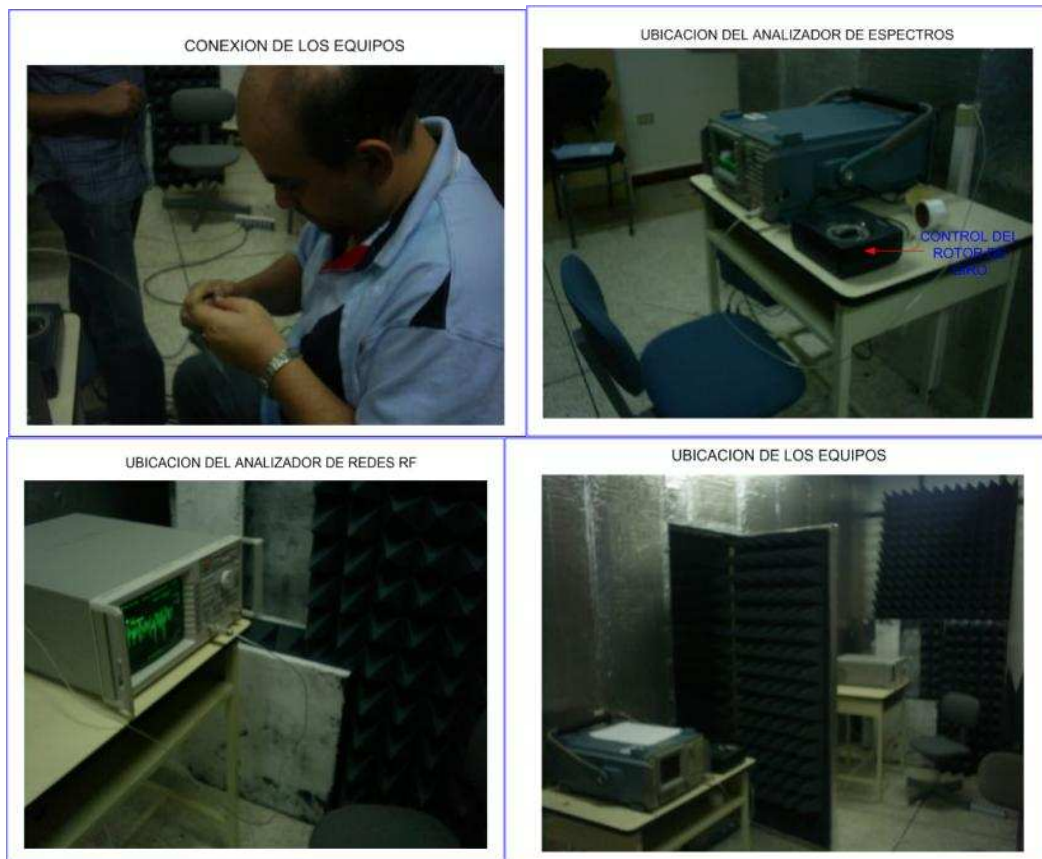 CONEXION DE LOS EQUIPOS
UBICACION DEL ANALIZADOR DE ESPECTROS
CONTROL DEL
ROTOR DE
GIRO
UBICACION DEL ANALIZADOR DE REDES RF
UBICACION DE LOS EQUIPOS